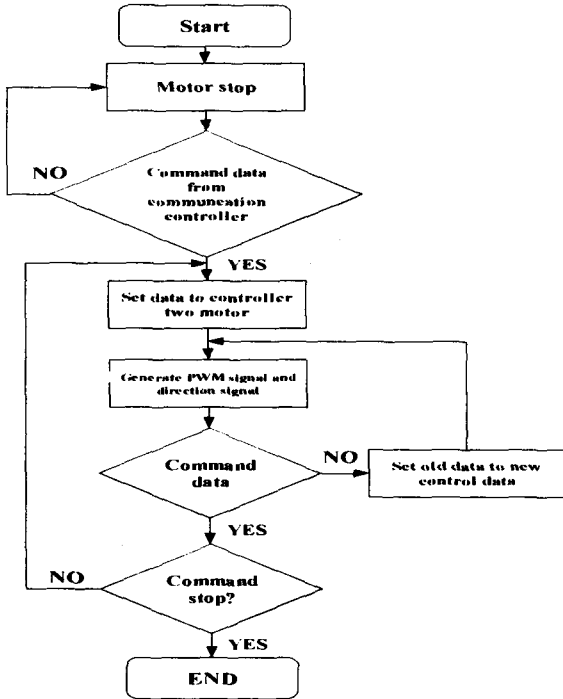 Start
Motor stop
NO
Command data
from
communcation
controller
YES
Set data to controller
two motor
Generate PWM signal and
direction signal
Command
data
NO
Set old data to new
control data
YES
NO
Command
stop?
YES
END